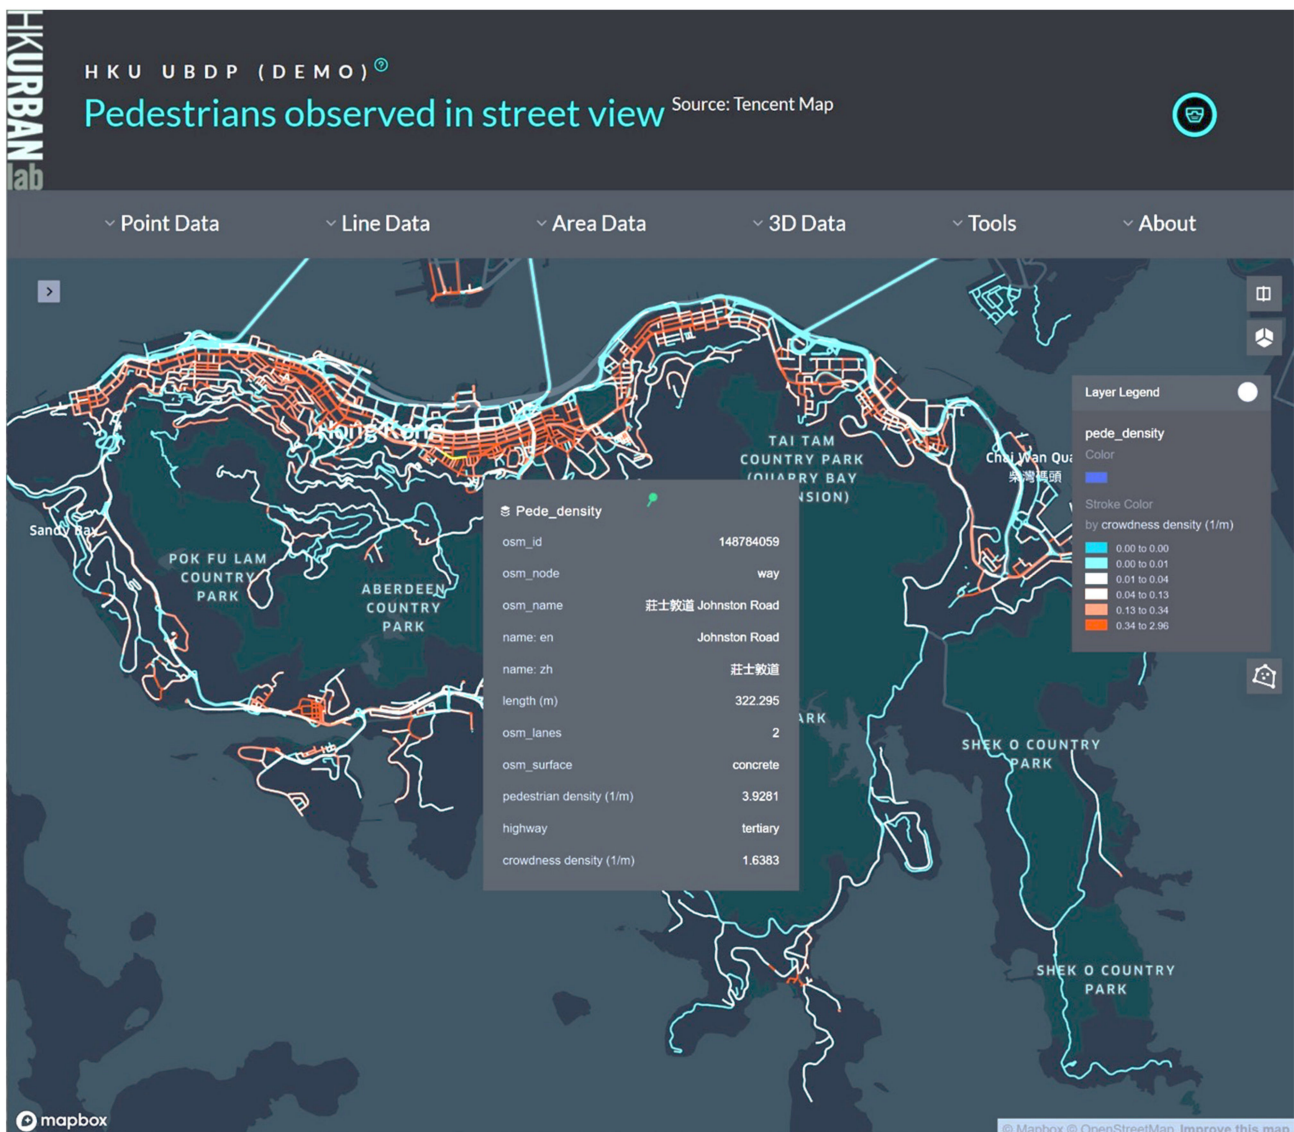 HKURBANlab
HKU UBDP (DEMO)
Pedestrians observed in street view Source: Tencent Map
Point Data
Line Data
Area Data
3D Data
Tools
About
Hong Kong
TAI TAM
COUNTRY PARK
(QUARRY BAY
NSION)
Chai Wan Qua
柴灣碼頭
Sandy Bay
POK FU LAM
COUNTRY
PARK
ABERDEEN
COUNTRY
PARK
ARK
SHEK O COUNTRY
PARK
SHEK O COUNTRY
PARK
Layer Legend
pede_density
Color
Stroke Color
by crowdness density (1/m)
0.00 to 0.00
0.00 to 0.01
0.01 to 0.04
0.04 to 0.13
0.13 to 0.34
0.34 to 2.96
Pede_density
osm_id 148784059
osm_node way
osm_name 莊士敦道 Johnston Road
name: en Johnston Road
name: zh 莊士敦道
length (m) 322.295
osm_lanes 2
osm_surface concrete
pedestrian density (1/m) 3.9281
highway tertiary
crowdness density (1/m) 1.6383
mapbox
© Mapbox © OpenStreetMap Improve this map